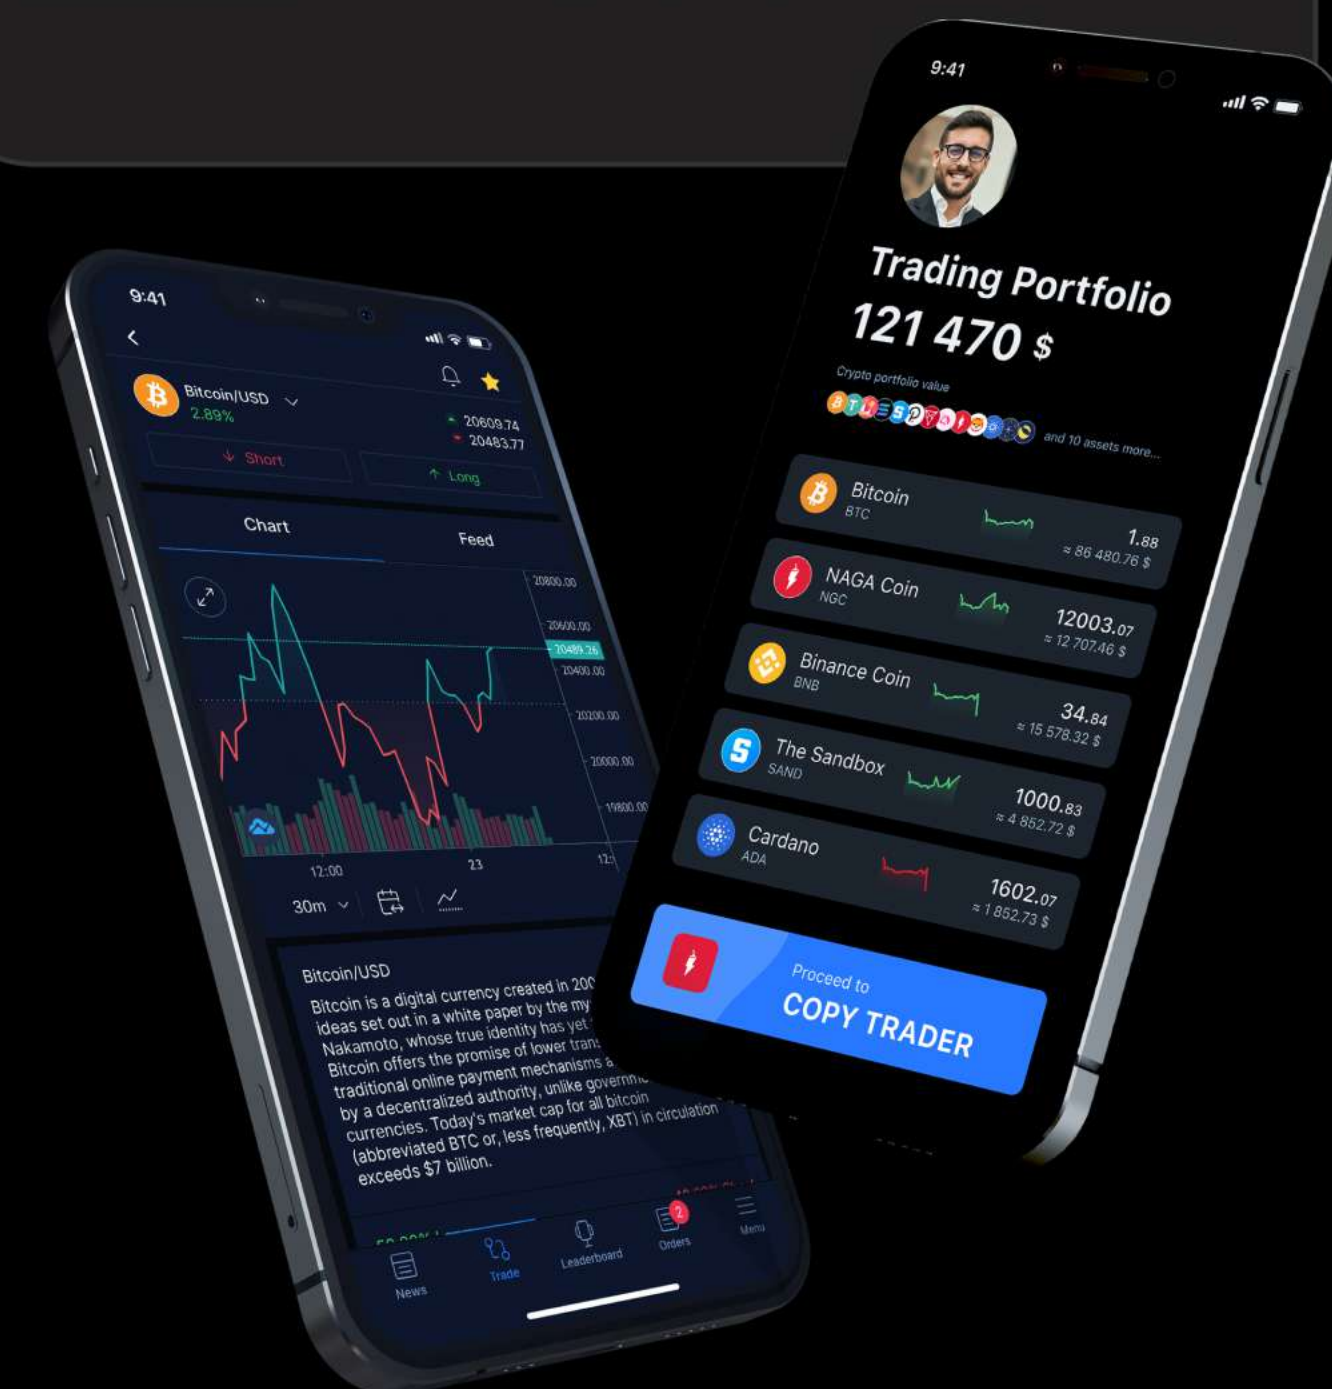 9:41
Bitcoin/USD
2.89%
20609.74
20483.77
Short
Long
Chart
Feed
20800.00
20600.00
20489.26
20400.00
20200.00
20000.00
19800.00
12:00
23
30m
Bitcoin/USD
Bitcoin is a digital currency created in
ideas set out in a white paper by the
Nakamoto, whose true identity has yet
Bitcoin offers the promise of lower
traditional online payment mechanisms
by a decentralized authority, unlike
currencies. Today's market cap for all bitcoin
(abbreviated BTC or, less frequently, XBT) in circulation
exceeds $7 billion.
News
Trade
Leaderboard
2
Orders
Menu
9:41
Trading Portfolio
121 470 $
Crypto portfolio value
and 10 assets more...
Bitcoin
BTC
1.88
≈ 86 480.76 $
NAGA Coin
NGC
12003.07
≈ 12 707.46 $
Binance Coin
BNB
34.84
≈ 15 578.32 $
The Sandbox
SAND
1000.83
≈ 4 852.72 $
Cardano
ADA
1602.07
≈ 1 852.73 $
Proceed to
COPY TRADER